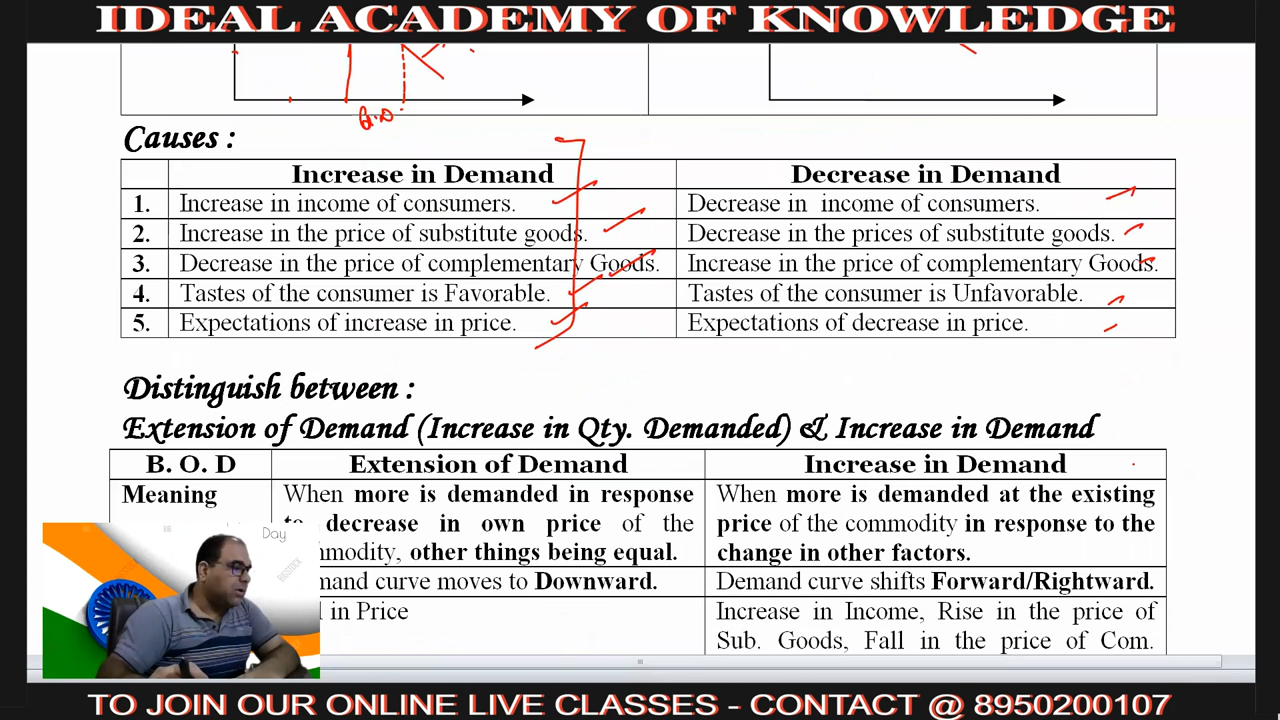 IDEAL ACADEMY OF KNOWLEDGE
Causes :
Increase in Demand Decrease in Demand
1. Increase in income of consumers. Decrease in income of consumers.
2. Increase in the price of substitute goods. Decrease in the prices of substitute goods.
3. Decrease in the price of complementary Goods. Increase in the price of complementary Goods.
4. Tastes of the consumer is Favorable. Tastes of the consumer is Unfavorable.
5. Expectations of increase in price. Expectations of decrease in price.
Distinguish between :
Extension of Demand (Increase in Qty. Demanded) & Increase in Demand
B. O. D Extension of Demand Increase in Demand
Meaning When more is demanded in response When more is demanded at the existing
decrease in own price of the price of the commodity in response to the
other things being equal. change in other factors.
curve moves to Downward. Demand curve shifts Forward/Rightward.
in Price Increase in Income, Rise in the price of
Sub. Goods, Fall in the price of Com.
Day
TO JOIN OUR ONLINE LIVE CLASSES - CONTACT @ 8950200107